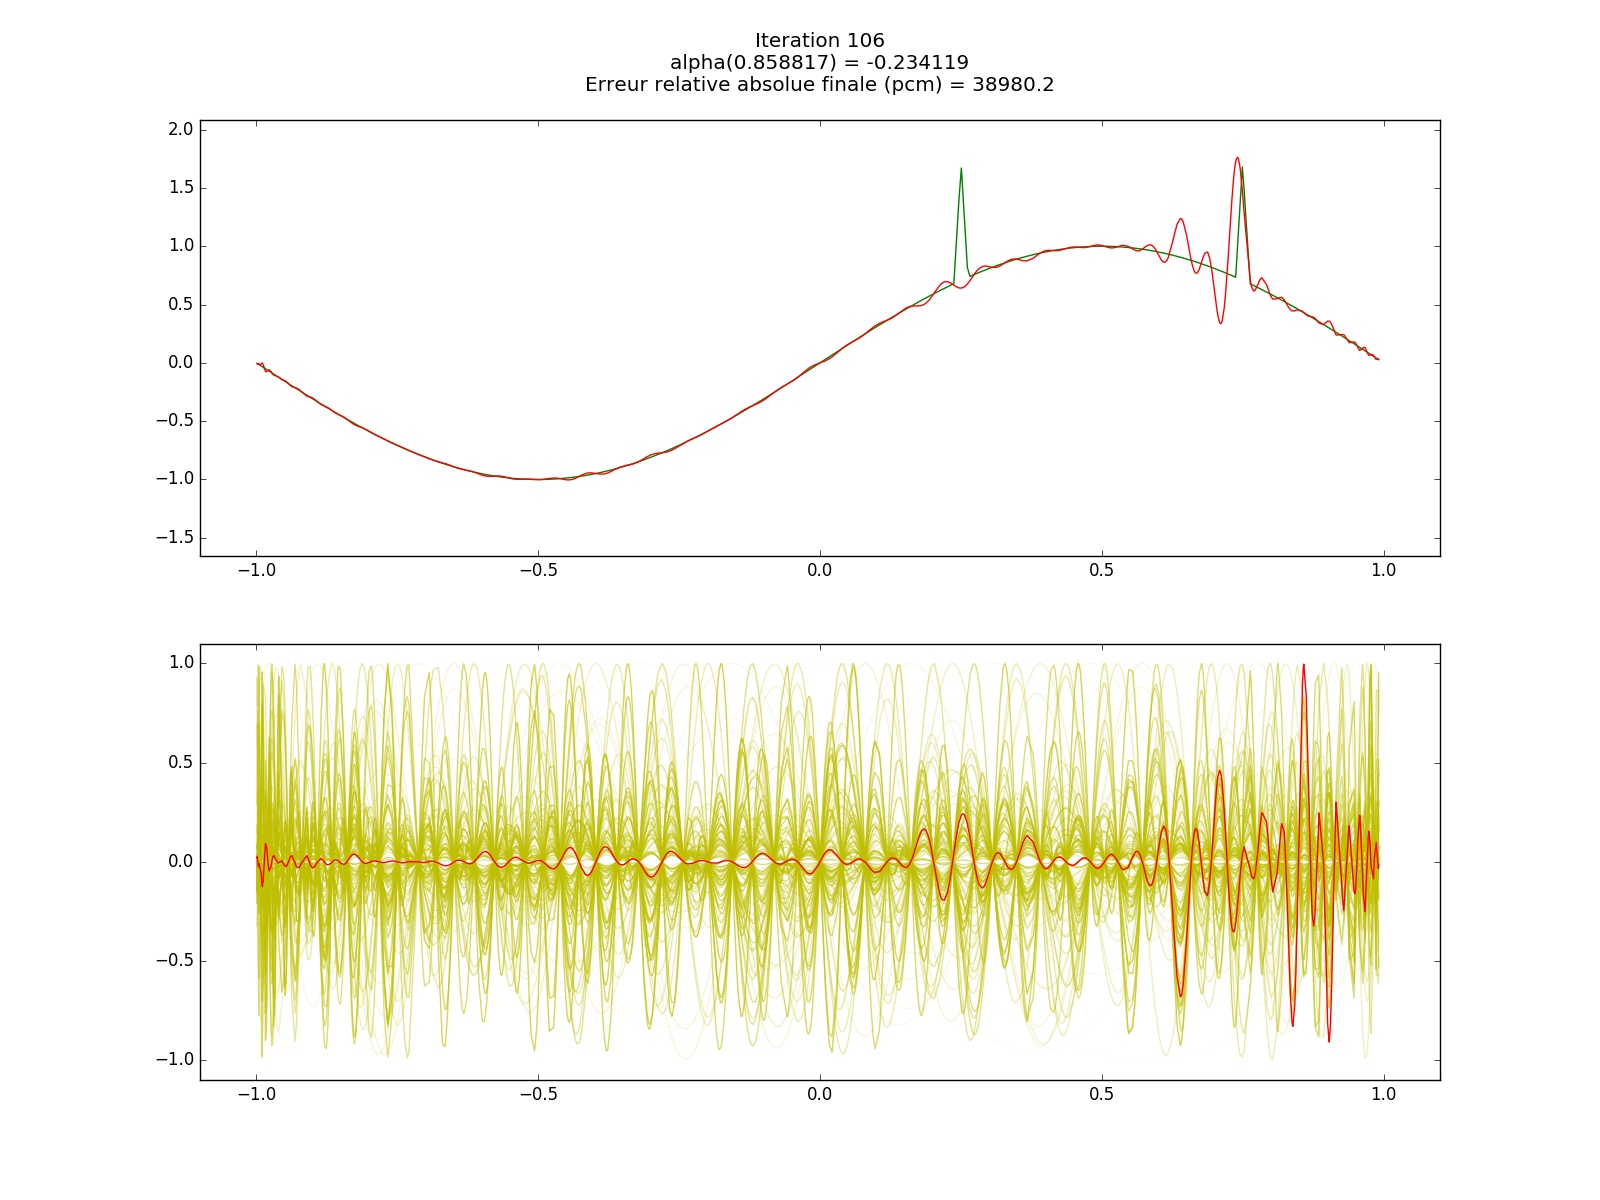 Iteration 106
alpha(0.858817) = -0.234119
Erreur relative absolue finale (pcm) = 38980.2
2.0
1.5
1.0
0.5
0.0
−0.5
−1.0
−1.5
−1.0 −0.5 0.0 0.5 1.0
1.0
0.5
0.0
−0.5
−1.0
−1.0 −0.5 0.0 0.5 1.0